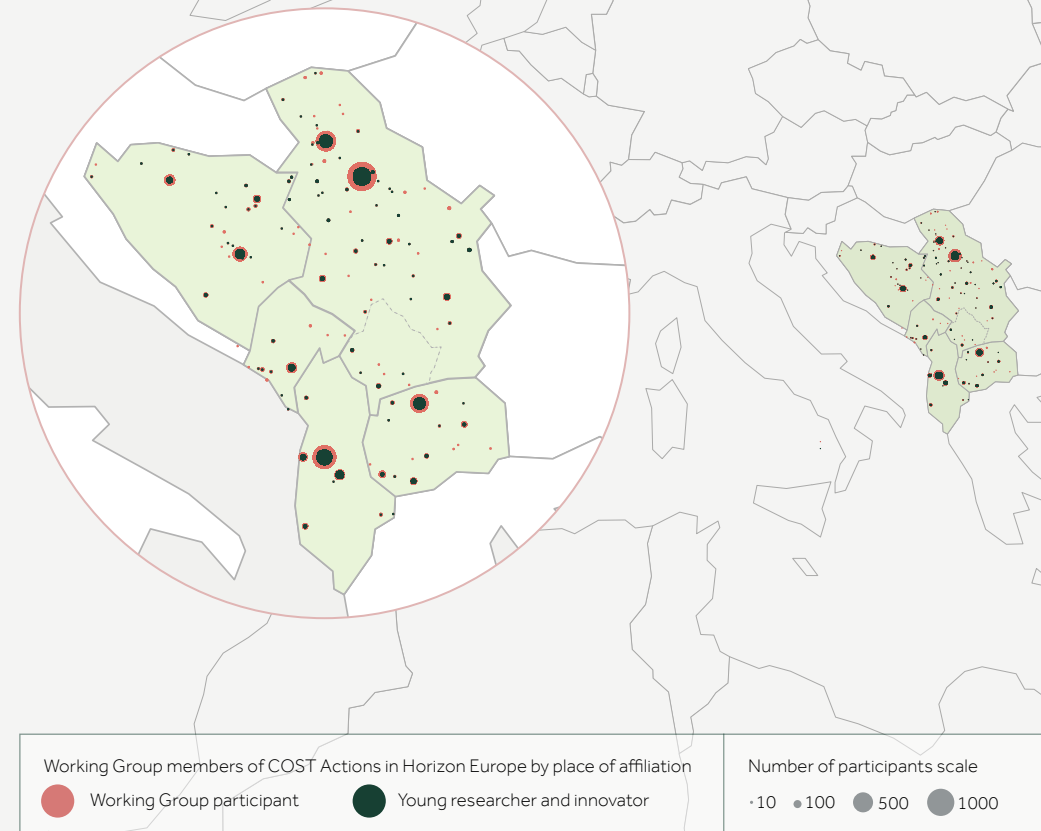 Working Group members of COST Actions in Horizon Europe by place of affiliation
Working Group participant
Young researcher and innovator
Number of participants scale
10
100
500
1000